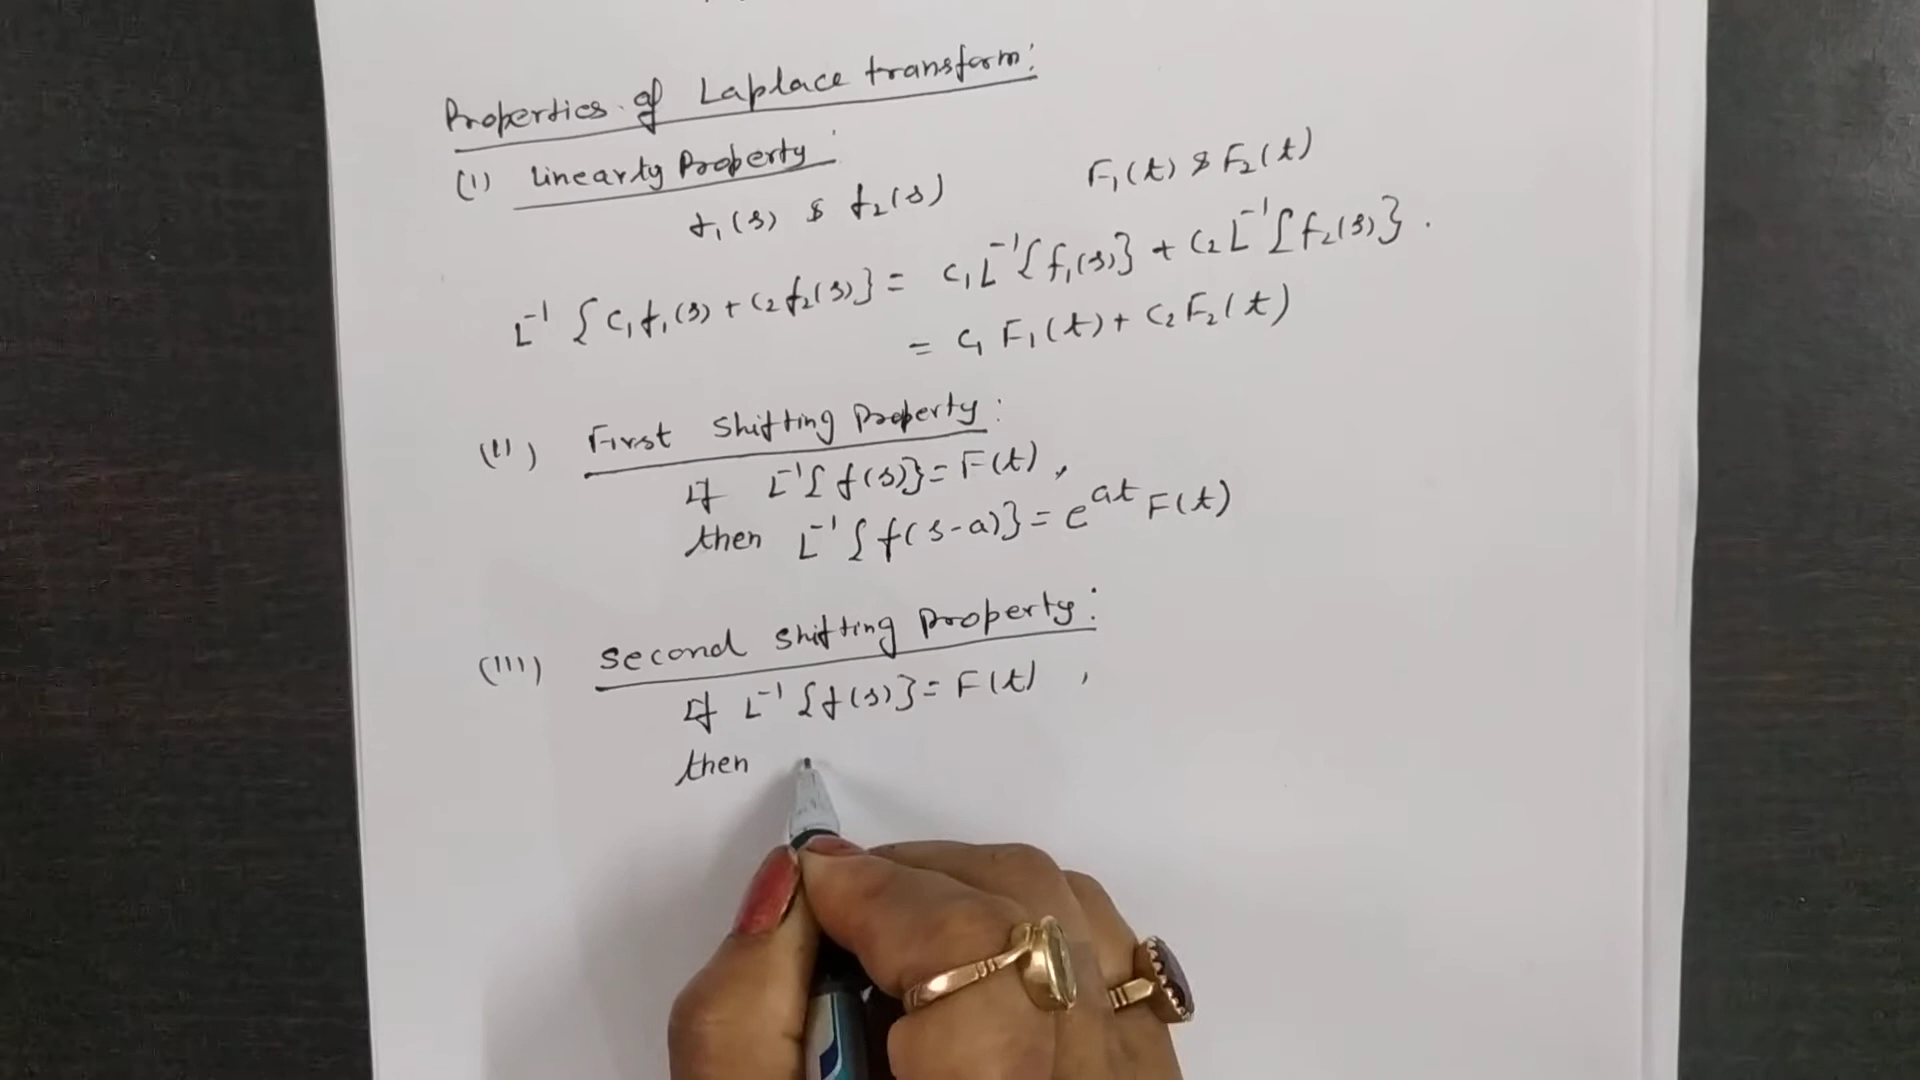 Properties of Laplace transform:
(i) Linearty Property:
f₁(s) & f₂(s) F₁(t) & F₂(t)
L⁻¹ {c₁f₁(s) + c₂f₂(s)} = c₁L⁻¹{f₁(s)} + c₂L⁻¹{f₂(s)}.
= c₁F₁(t) + c₂F₂(t)
(ii) First Shifting Property:
If L⁻¹{f(s)} = F(t),
then L⁻¹{f(s-a)} = e^{at} F(t)
(iii) Second Shifting Property:
If L⁻¹{f(s)} = F(t),
then